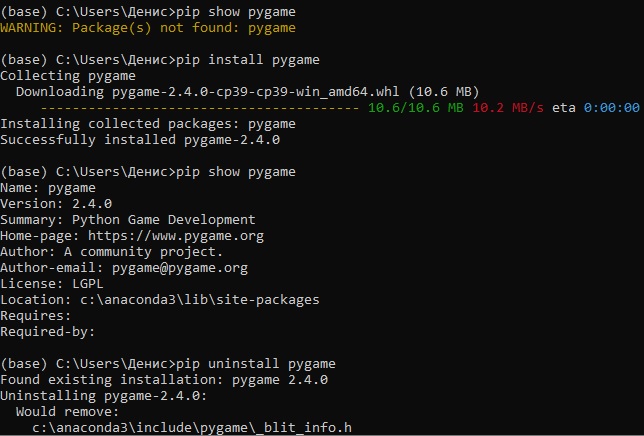 (base) C:\Users\Денис>pip show pygame
WARNING: Package(s) not found: pygame
(base) C:\Users\Денис>pip install pygame
Collecting pygame
  Downloading pygame-2.4.0-cp39-cp39-win_amd64.whl (10.6 MB)
     ---------------------------------------- 10.6/10.6 MB 10.2 MB/s eta 0:00:00
Installing collected packages: pygame
Successfully installed pygame-2.4.0
(base) C:\Users\Денис>pip show pygame
Name: pygame
Version: 2.4.0
Summary: Python Game Development
Home-page: https://www.pygame.org
Author: A community project.
Author-email: pygame@pygame.org
License: LGPL
Location: c:\anaconda3\lib\site-packages
Requires:
Required-by:
(base) C:\Users\Денис>pip uninstall pygame
Found existing installation: pygame 2.4.0
Uninstalling pygame-2.4.0:
  Would remove:
    c:\anaconda3\include\pygame\_blit_info.h